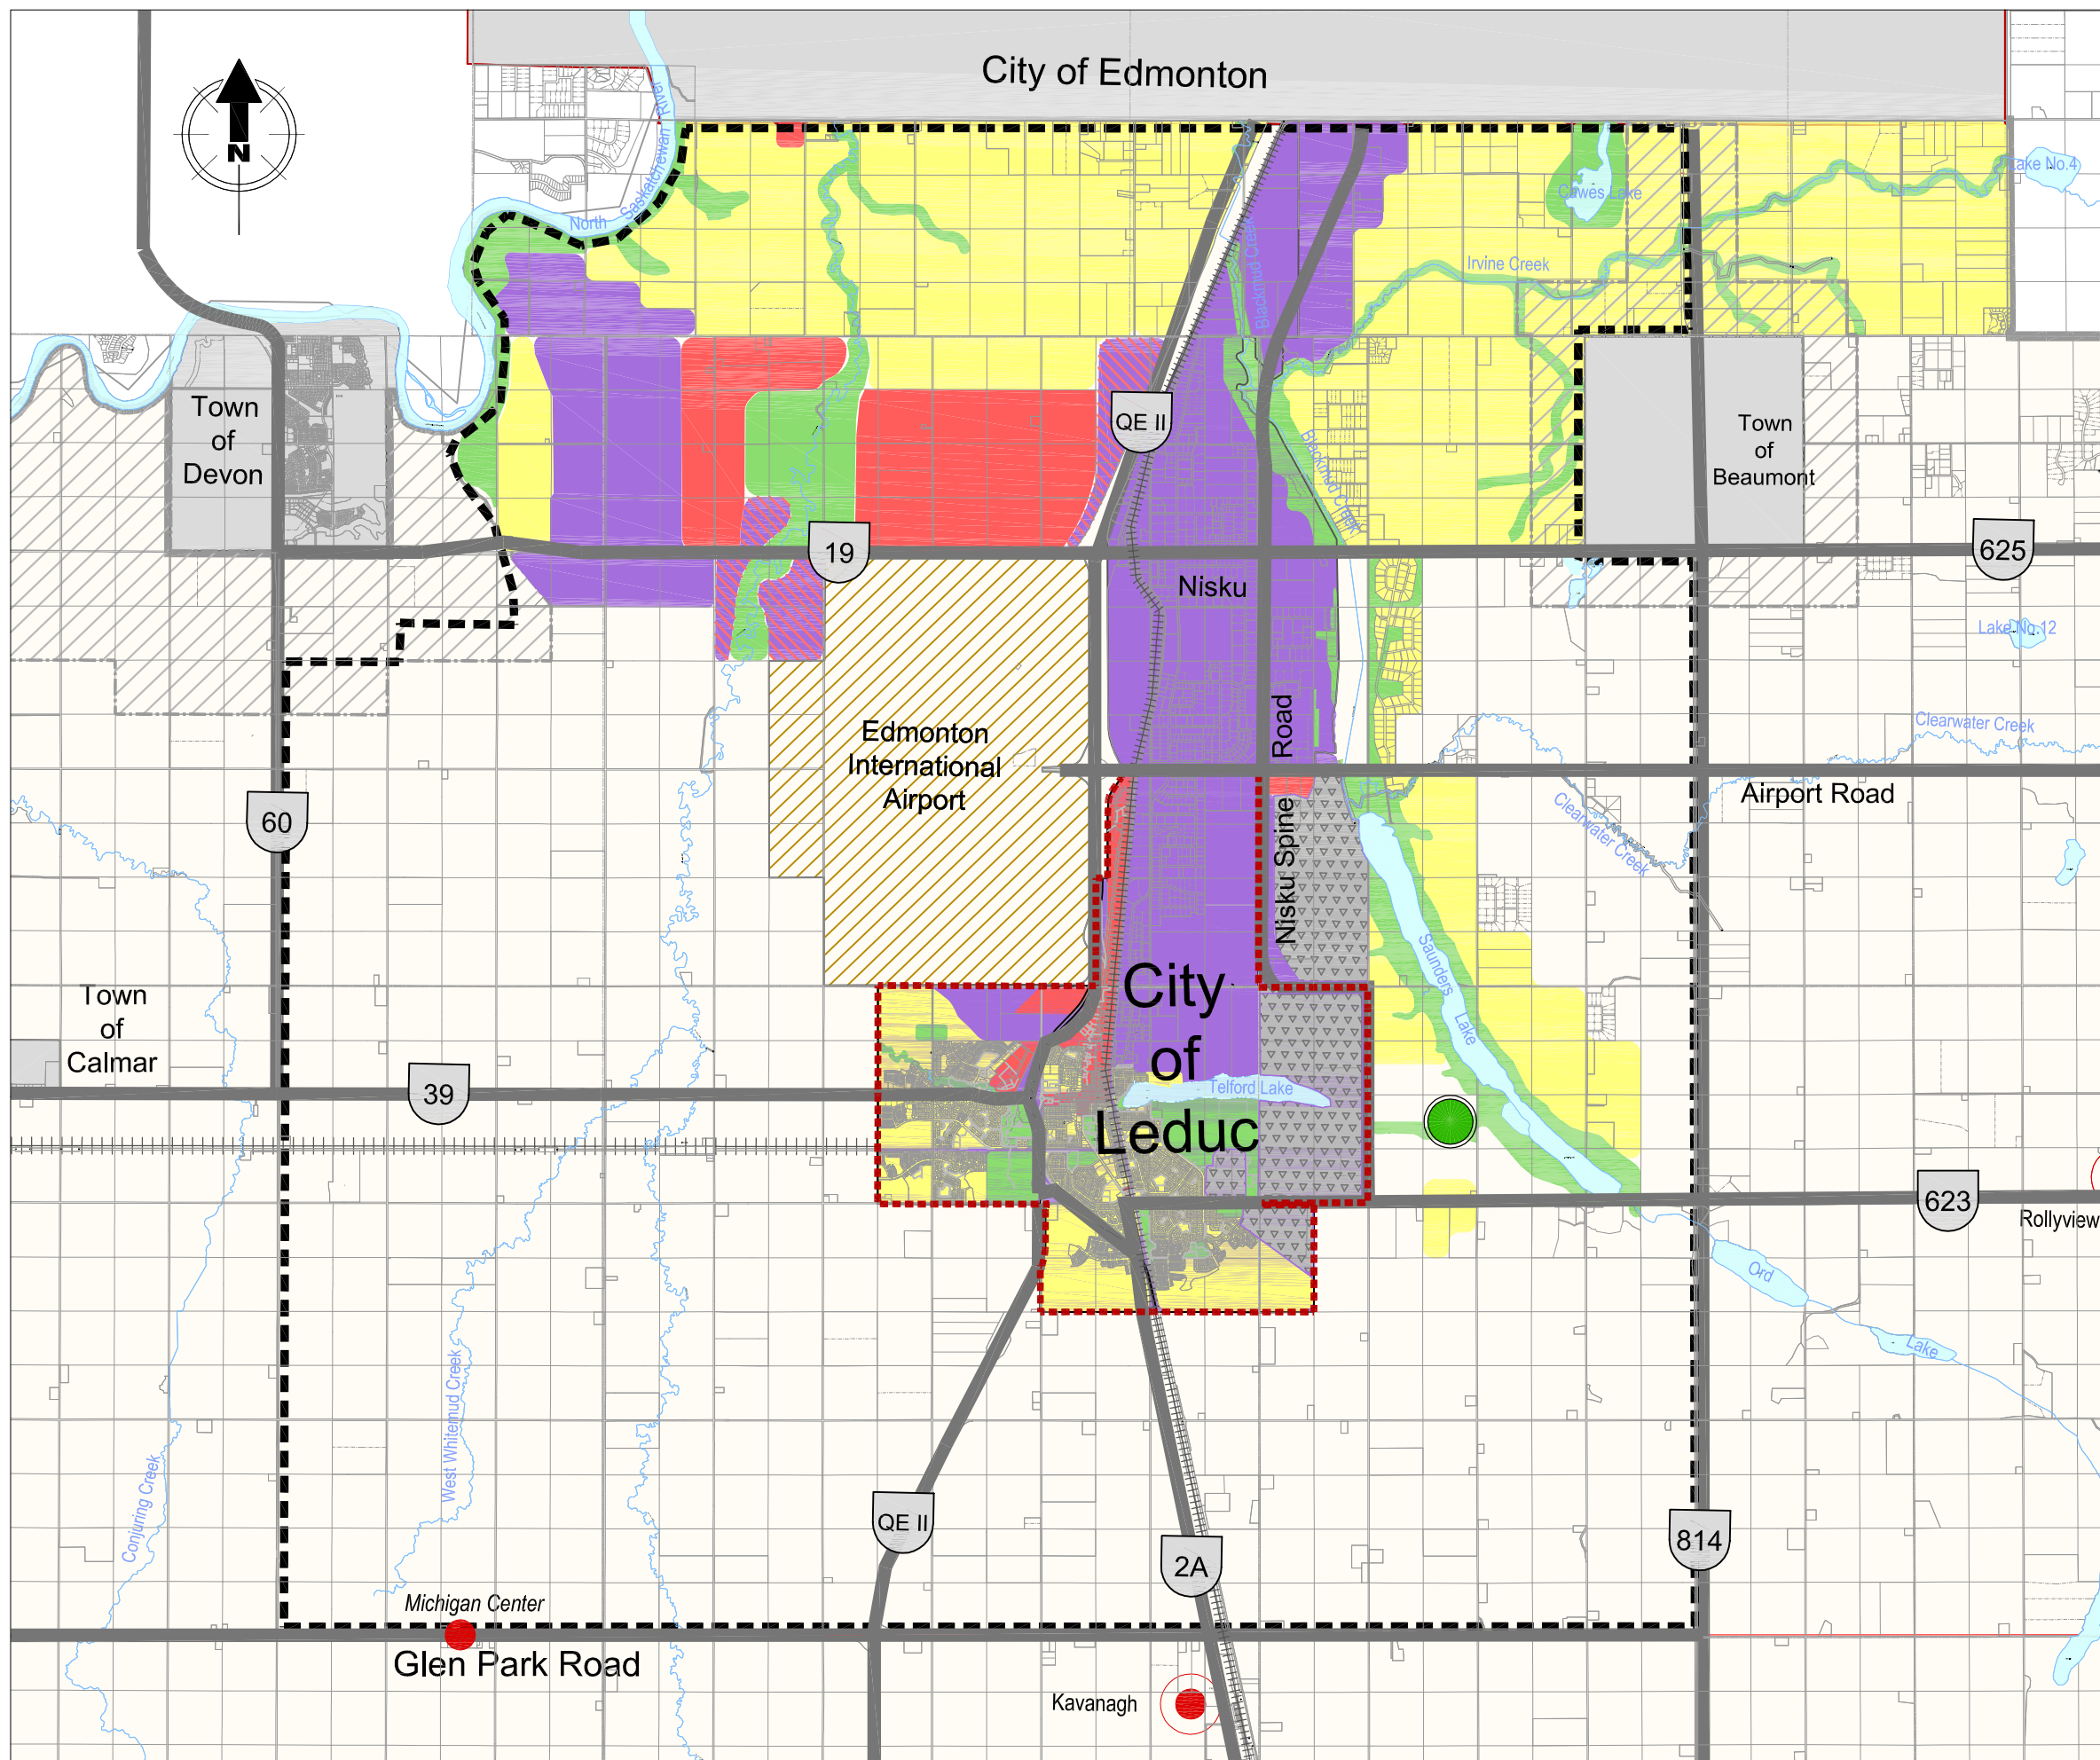 City of Edmonton
N
North
Saskatchewan River
Cawes Lake
Lake No.4
Irvine Creek
Blackmud Creek
Town
of
Devon
QE II
Town
of
Beaumont
Blackmud Creek
19
625
Nisku
Lake No.12
Edmonton
International
Airport
Nisku Spine Road
Clearwater Creek
Airport Road
Clearwater Creek
60
Saunders
Lake
City
of
Leduc
Town
of
Calmar
39
Telford Lake
623
Rollyview
Ord
Lake
West Whitemud Creek
Conjuring Creek
QE II
2A
814
Michigan Center
Glen Park Road
Kavanagh